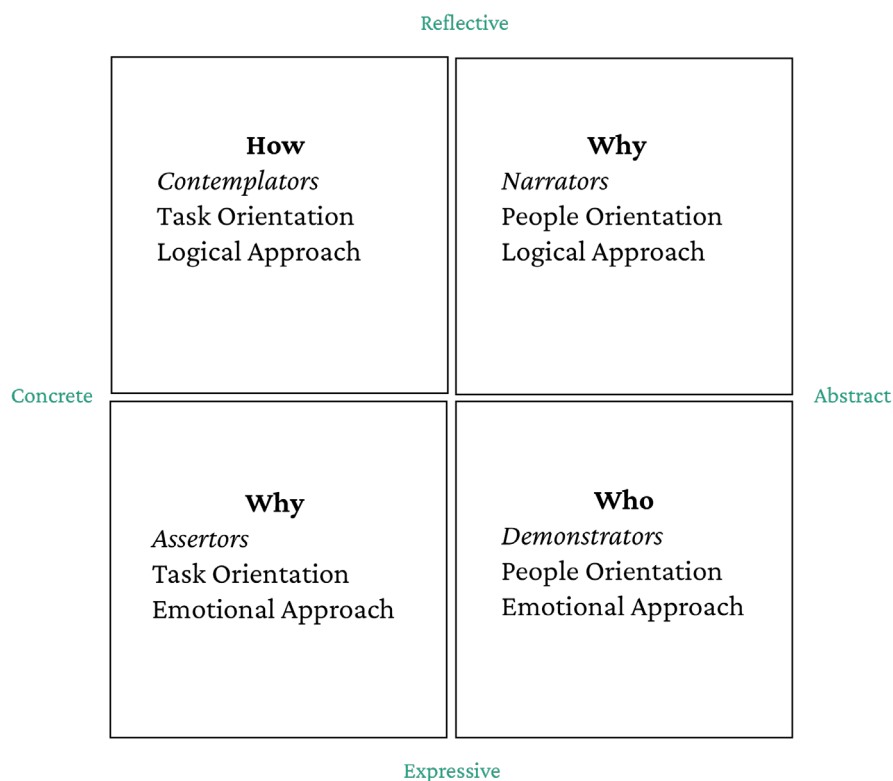 Reflective
How
Contemplators
Task Orientation
Logical Approach
Why
Narrators
People Orientation
Logical Approach
Concrete
Abstract
Why
Assertors
Task Orientation
Emotional Approach
Who
Demonstrators
People Orientation
Emotional Approach
Expressive